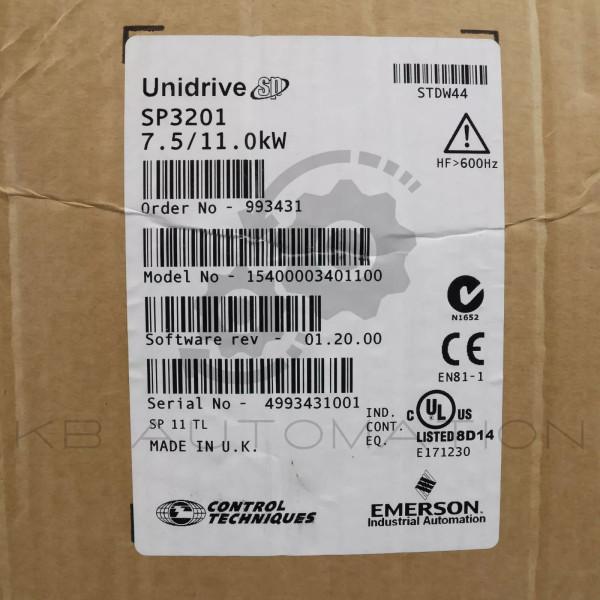 Unidrive SP
SP3201
7.5/11.0kW
STDW44
HF>600Hz
Order No - 993431
Model No - 15400003401100
Software rev - 01.20.00
Serial No - 4993431001
SP 11 TL
MADE IN U.K.
N1652
CE
EN81-1
IND.
CONT.
EQ.
C UL US
LISTED 8D14
E171230
CONTROL
TECHNIQUES
EMERSON
Industrial Automation
KB AUTOMATION